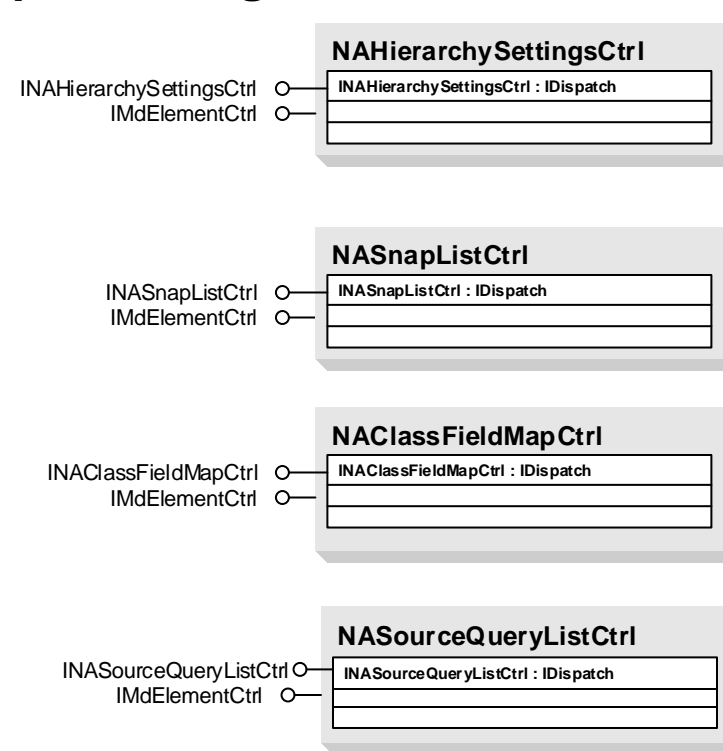 NAHierarchySettingsCtrl
INAHierarchySettingsCtrl
INAHierarchySettingsCtrl : IDispatch
IMdElementCtrl
NASnapListCtrl
INASnapListCtrl
INASnapListCtrl : IDispatch
IMdElementCtrl
NAClassFieldMapCtrl
INAClassFieldMapCtrl
INAClassFieldMapCtrl : IDispatch
IMdElementCtrl
NASourceQueryListCtrl
INASourceQueryListCtrl
INASourceQueryListCtrl : IDispatch
IMdElementCtrl